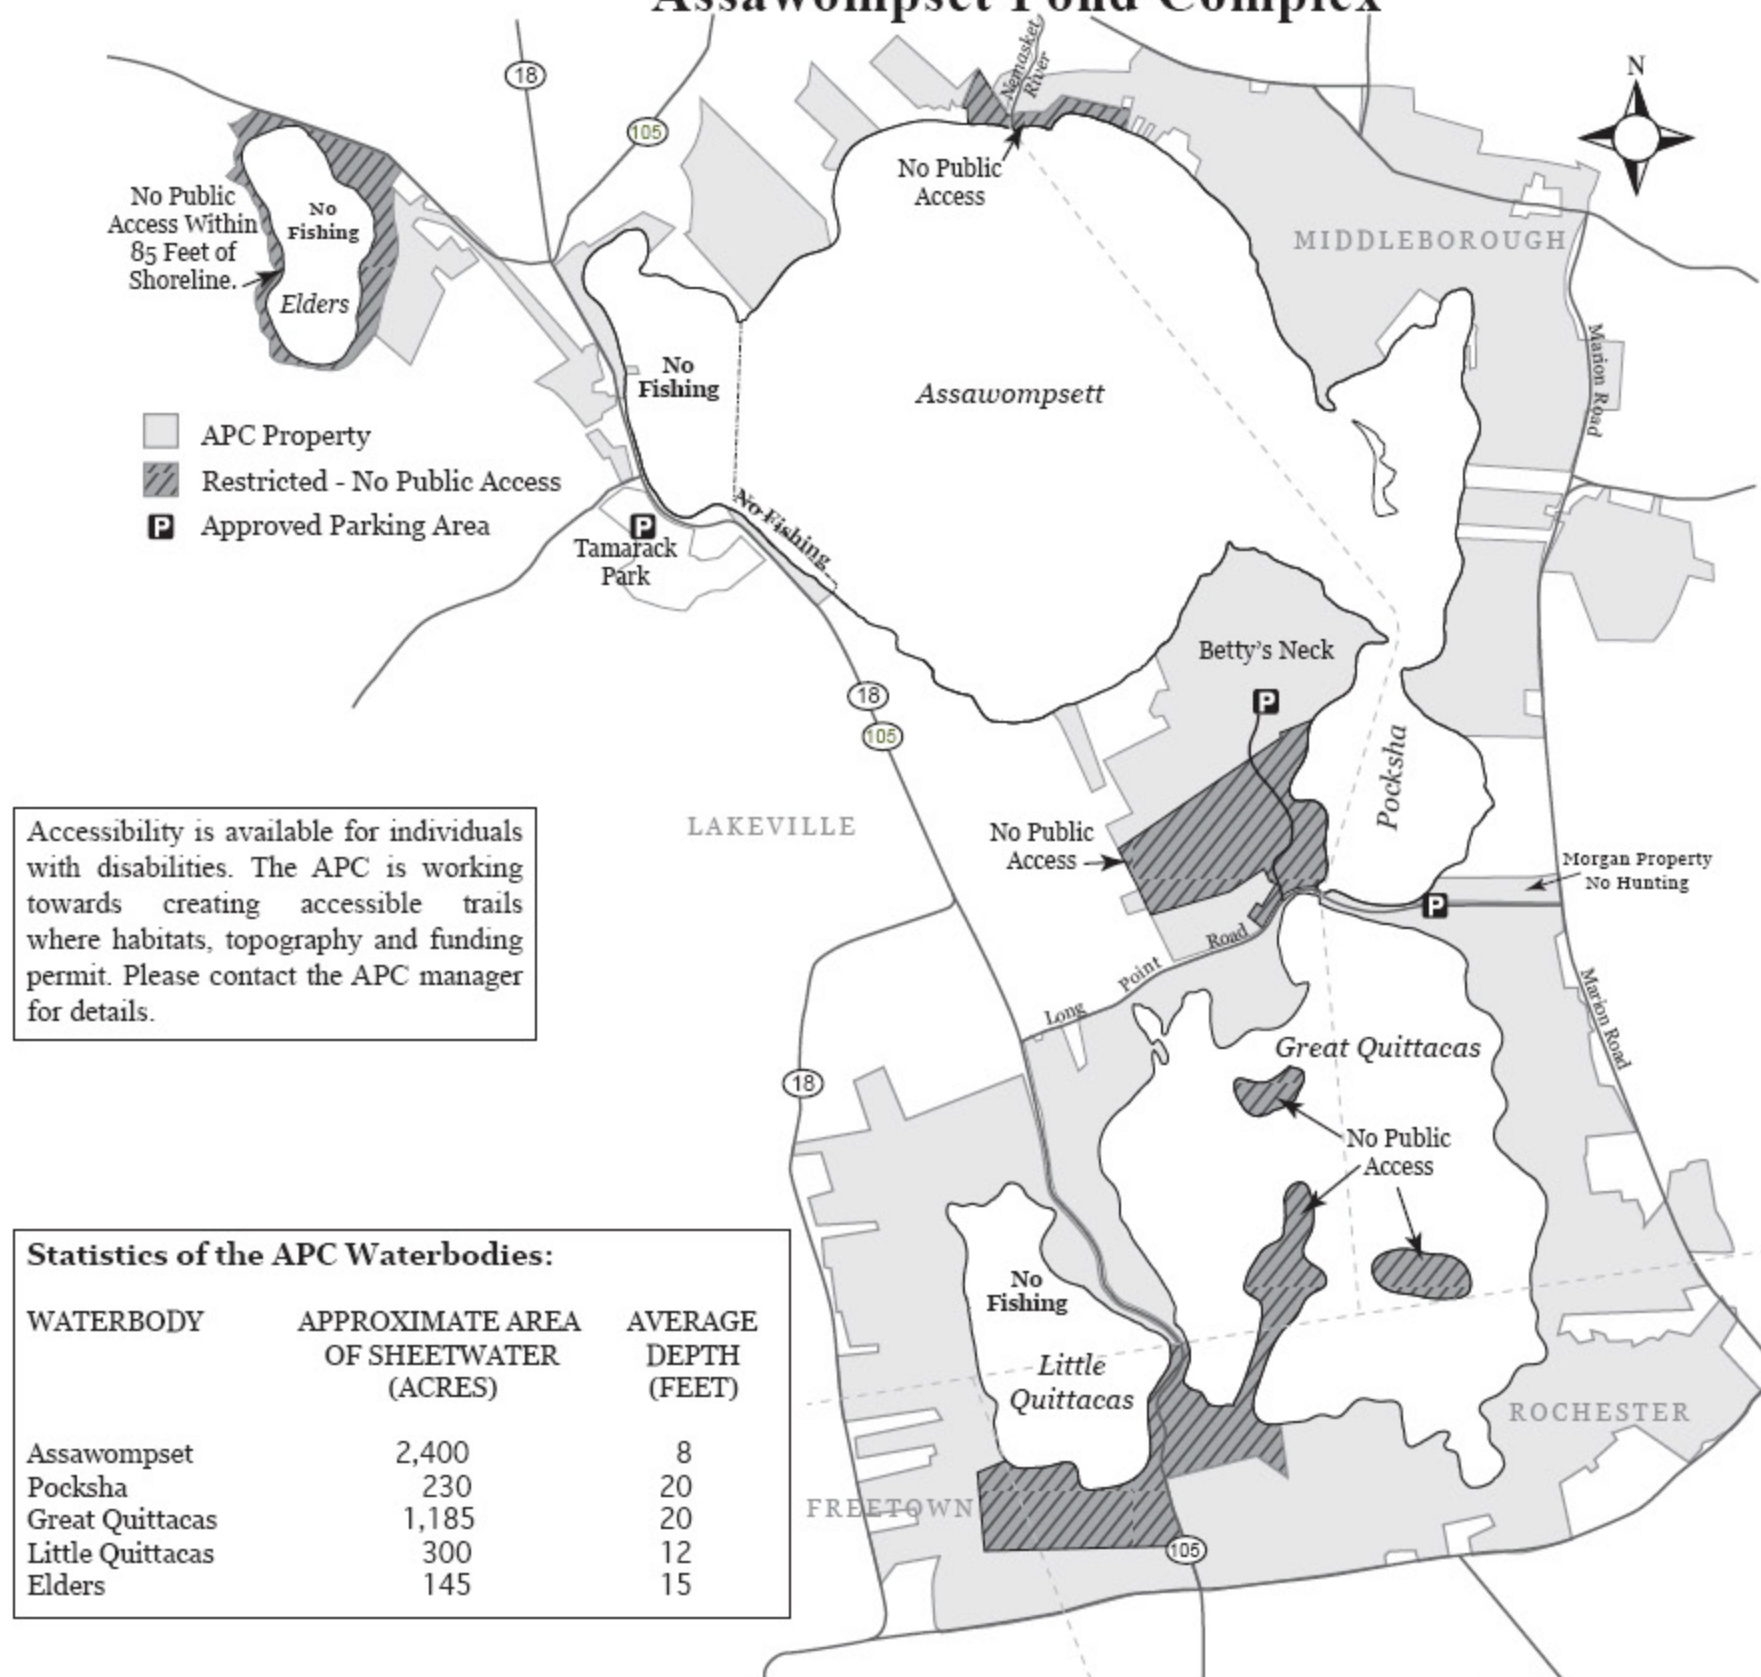 Assawompset Pond Complex
18
105
Nemasket
River
N
No Public
Access
No Public
Access Within
85 Feet of
Shoreline.
No
Fishing
Elders
MIDDLEBOROUGH
Marion Road
No
Fishing
Assawompsett
APC Property
Restricted - No Public Access
P Approved Parking Area
No Fishing
P
Tamarack
Park
Betty's Neck
P
18
105
Pocksha
LAKEVILLE
No Public
Access
Morgan Property
No Hunting
P
Accessibility is available for individuals
with disabilities. The APC is working
towards creating accessible trails
where habitats, topography and funding
permit. Please contact the APC manager
for details.
Long Point Road
Marion Road
Great Quittacas
18
No Public
Access
No
Fishing
Little
Quittacas
ROCHESTER
FREETOWN
105
Statistics of the APC Waterbodies:
WATERBODY APPROXIMATE AREA AVERAGE
OF SHEETWATER DEPTH
(ACRES) (FEET)
Assawompset 2,400 8
Pocksha 230 20
Great Quittacas 1,185 20
Little Quittacas 300 12
Elders 145 15